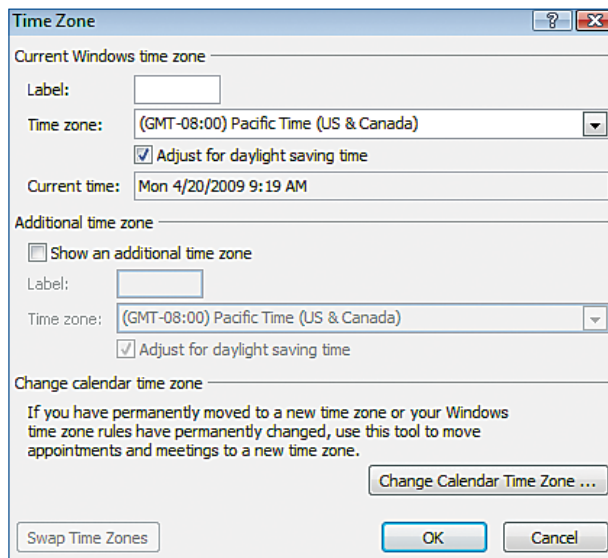 Time Zone
Current Windows time zone
Label:
Time zone: (GMT-08:00) Pacific Time (US & Canada)
Adjust for daylight saving time
Current time: Mon 4/20/2009 9:19 AM
Additional time zone
Show an additional time zone
Label:
Time zone: (GMT-08:00) Pacific Time (US & Canada)
Adjust for daylight saving time
Change calendar time zone
If you have permanently moved to a new time zone or your Windows
time zone rules have permanently changed, use this tool to move
appointments and meetings to a new time zone.
Change Calendar Time Zone ...
Swap Time Zones OK Cancel